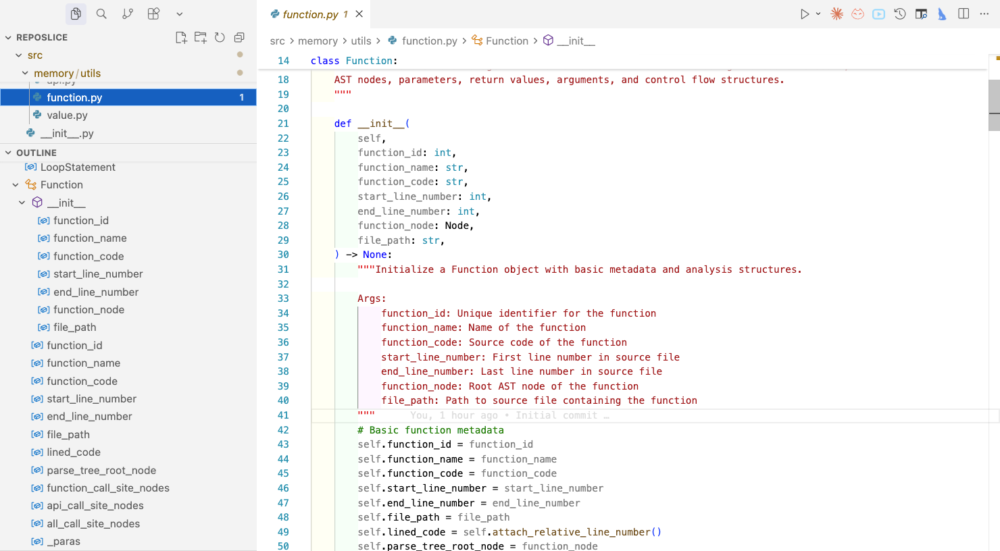 REPOSLICE
src
memory/utils
api.py
function.py 1
value.py
__init__.py
OUTLINE
LoopStatement
Function
__init__
function_id
function_name
function_code
start_line_number
end_line_number
function_node
file_path
function_id
function_name
function_code
start_line_number
end_line_number
file_path
lined_code
parse_tree_root_node
function_call_site_nodes
api_call_site_nodes
all_call_site_nodes
_paras
function.py 1
src > memory > utils > function.py > Function > __init__
14 class Function:
18 AST nodes, parameters, return values, arguments, and control flow structures.
19 """
20
21 def __init__(
22 self,
23 function_id: int,
24 function_name: str,
25 function_code: str,
26 start_line_number: int,
27 end_line_number: int,
28 function_node: Node,
29 file_path: str,
30 ) -> None:
31 """Initialize a Function object with basic metadata and analysis structures.
32
33 Args:
34 function_id: Unique identifier for the function
35 function_name: Name of the function
36 function_code: Source code of the function
37 start_line_number: First line number in source file
38 end_line_number: Last line number in source file
39 function_node: Root AST node of the function
40 file_path: Path to source file containing the function
41 """ You, 1 hour ago • Initial commit …
42 # Basic function metadata
43 self.function_id = function_id
44 self.function_name = function_name
45 self.function_code = function_code
46 self.start_line_number = start_line_number
47 self.end_line_number = end_line_number
48 self.file_path = file_path
49 self.lined_code = self.attach_relative_line_number()
50 self.parse_tree_root_node = function_node